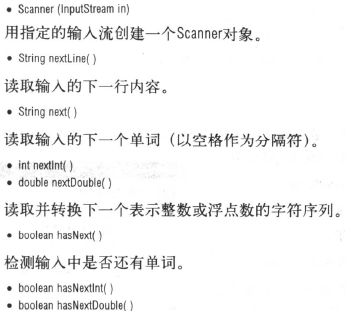 • Scanner (InputStream in)
用指定的输入流创建一个Scanner对象。
• String nextLine( )
读取输入的下一行内容。
• String next( )
读取输入的下一个单词（以空格作为分隔符）。
• int nextInt( )
• double nextDouble( )
读取并转换下一个表示整数或浮点数的字符序列。
• boolean hasNext( )
检测输入中是否还有单词。
• boolean hasNextInt( )
• boolean hasNextDouble( )